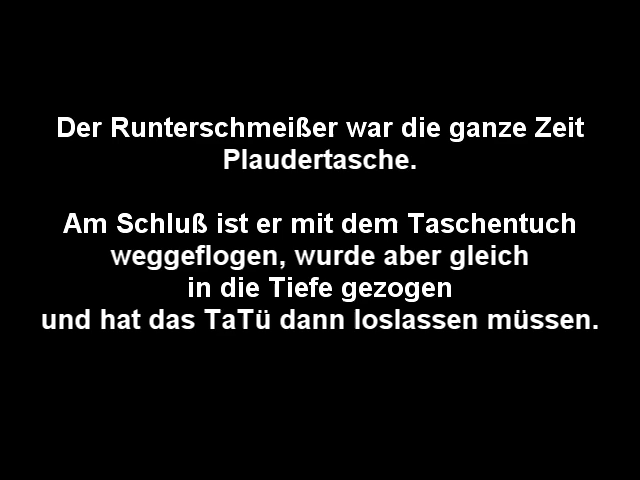 Der Runterschmeißer war die ganze Zeit
Plaudertasche.
Am Schluß ist er mit dem Taschentuch
weggeflogen, wurde aber gleich
in die Tiefe gezogen
und hat das TaTü dann loslassen müssen.